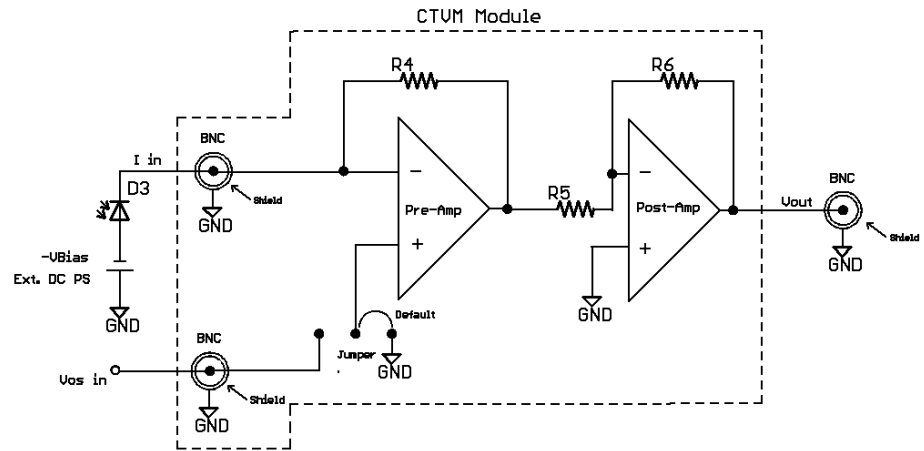 CTVM Module
R4
R6
BNC
I in
D3
Shield
GND
Pre-Amp
R5
Post-Amp
BNC
Vout
Shield
GND
-VBias
Ext. DC PS
GND
GND
Default
BNC
Jumper
GND
Vos in
Shield
GND